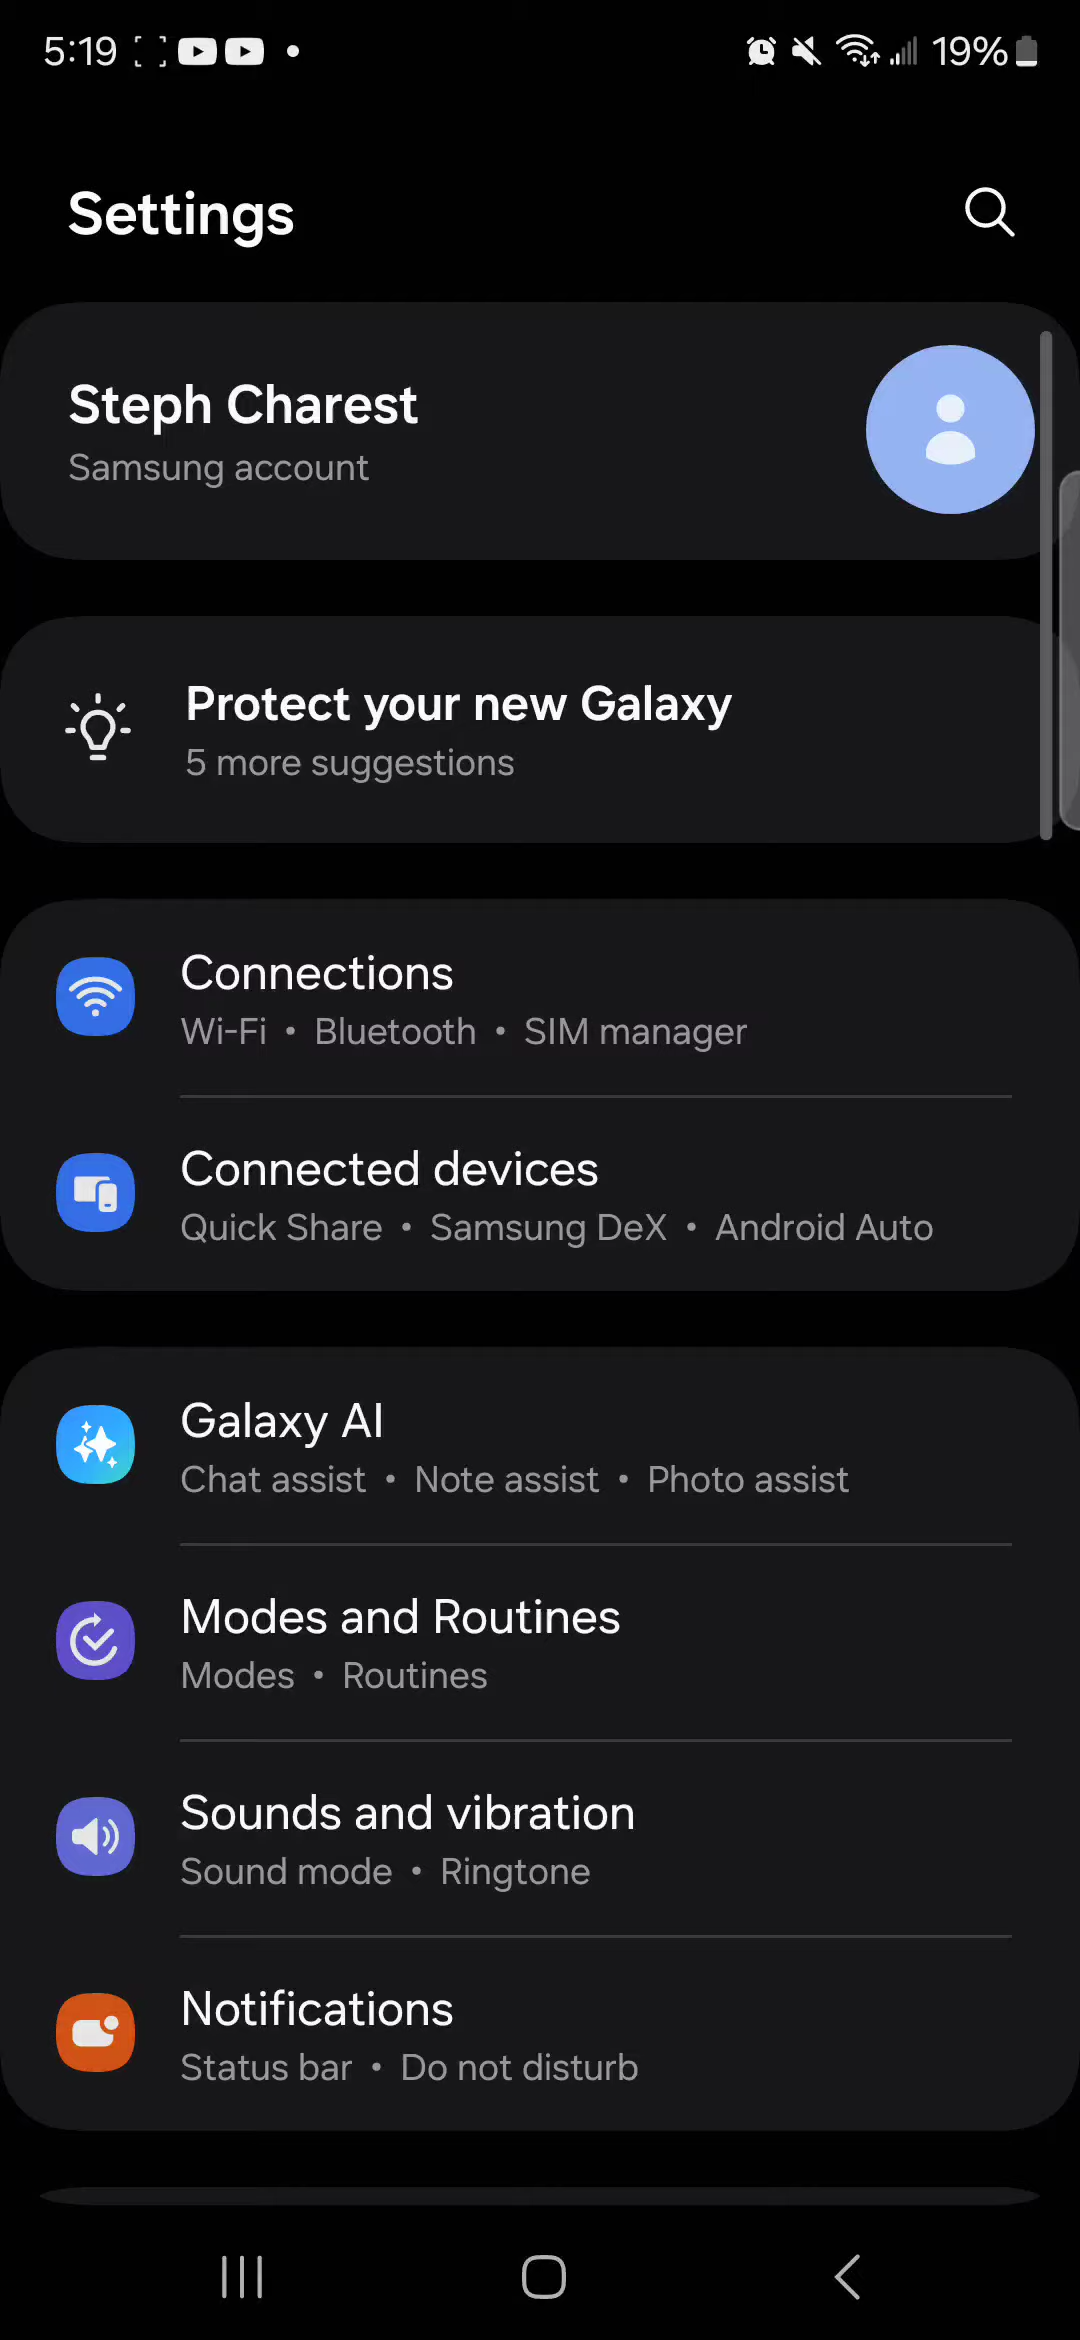 5:19 19%
Settings
Steph Charest
Samsung account
Protect your new Galaxy
5 more suggestions
Connections
Wi-Fi • Bluetooth • SIM manager
Connected devices
Quick Share • Samsung DeX • Android Auto
Galaxy AI
Chat assist • Note assist • Photo assist
Modes and Routines
Modes • Routines
Sounds and vibration
Sound mode • Ringtone
Notifications
Status bar • Do not disturb